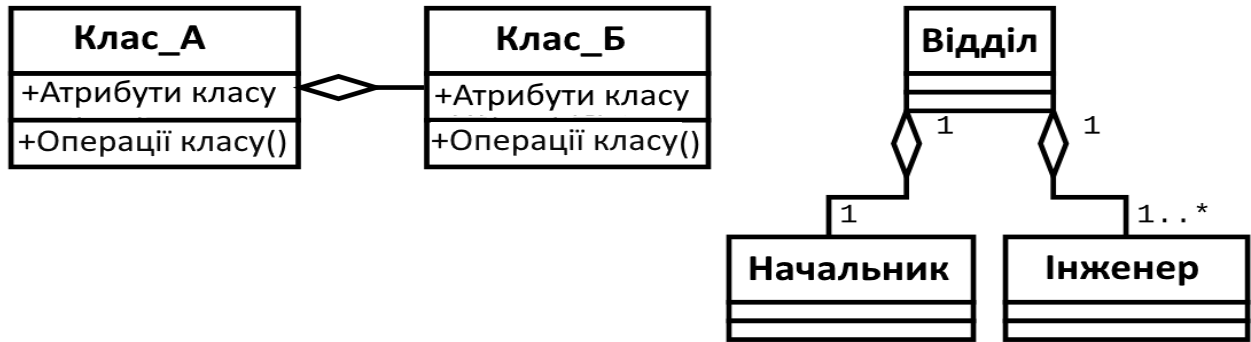 Клас_А
+Атрибути класу
+Операції класу()
Клас_Б
+Атрибути класу
+Операції класу()
Відділ
1 1
1 1..*
Начальник Інженер